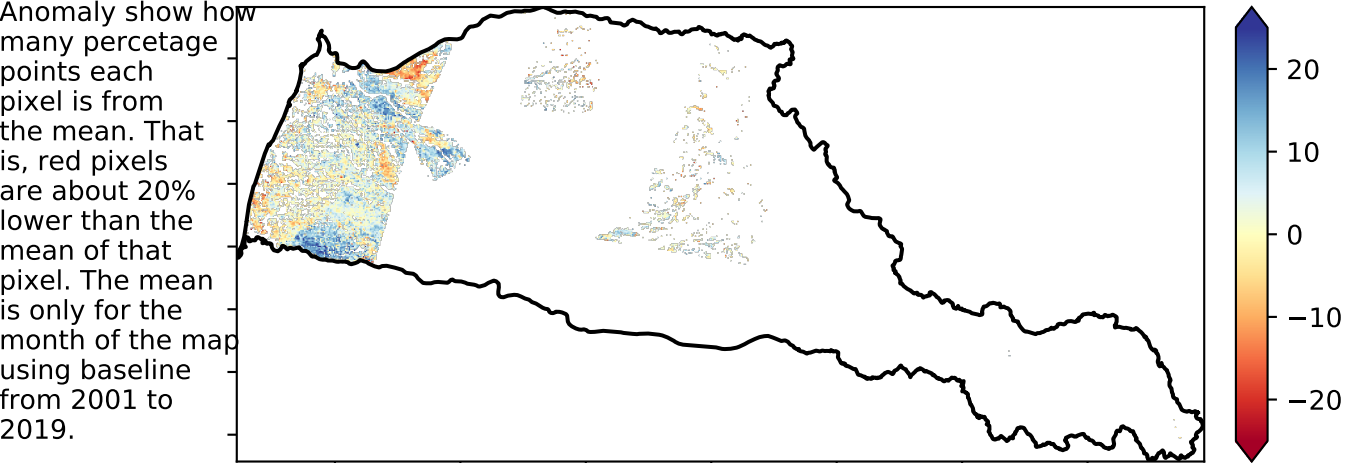 Anomaly show how
many percetage
points each
pixel is from
the mean. That
is, red pixels
are about 20%
lower than the
mean of that
pixel. The mean
is only for the
month of the map
using baseline
from 2001 to
2019.
20
10
0
−10
−20